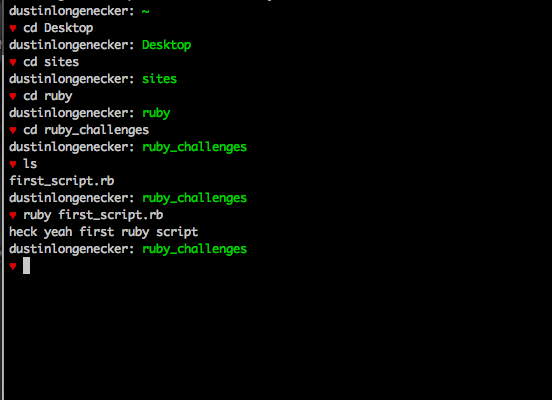 dustinlongenecker: ~
♥ cd Desktop
dustinlongenecker: Desktop
♥ cd sites
dustinlongenecker: sites
♥ cd ruby
dustinlongenecker: ruby
♥ cd ruby_challenges
dustinlongenecker: ruby_challenges
♥ ls
first_script.rb
dustinlongenecker: ruby_challenges
♥ ruby first_script.rb
heck yeah first ruby script
dustinlongenecker: ruby_challenges
♥